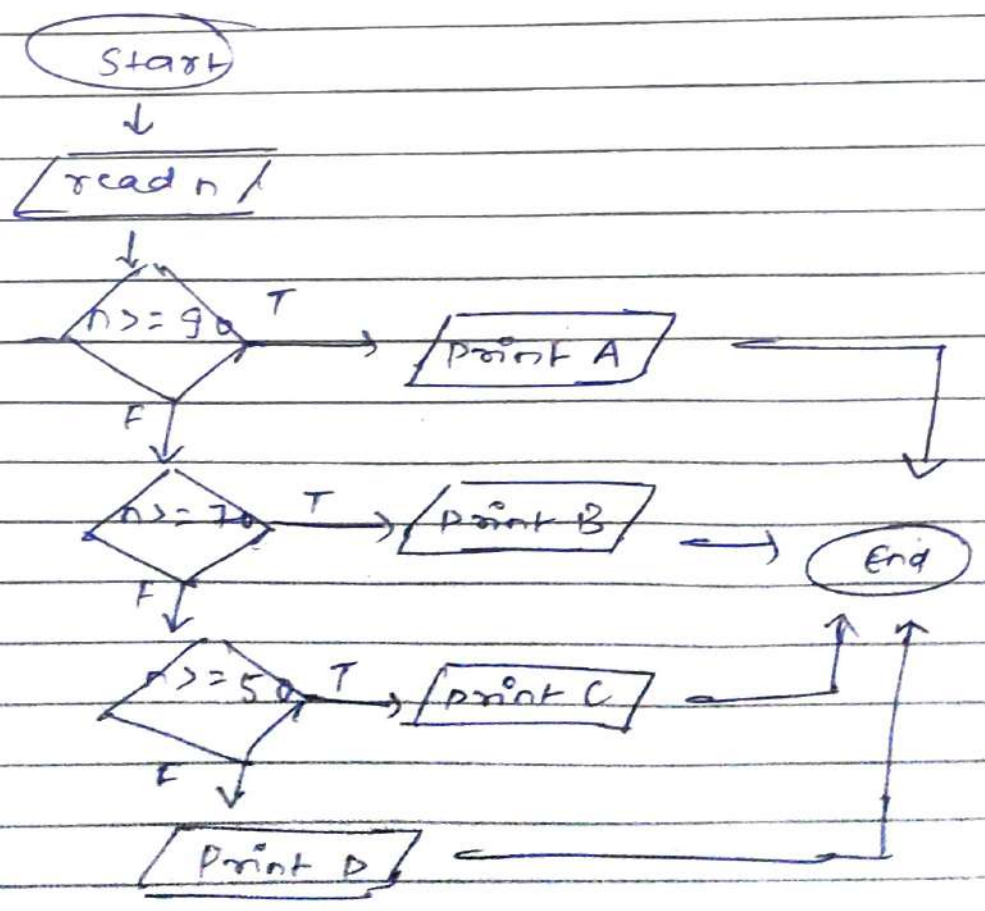 Start
read n
n>=90
T
print A
F
n>=70
T
print B
End
F
n>=50
T
print C
F
Print D